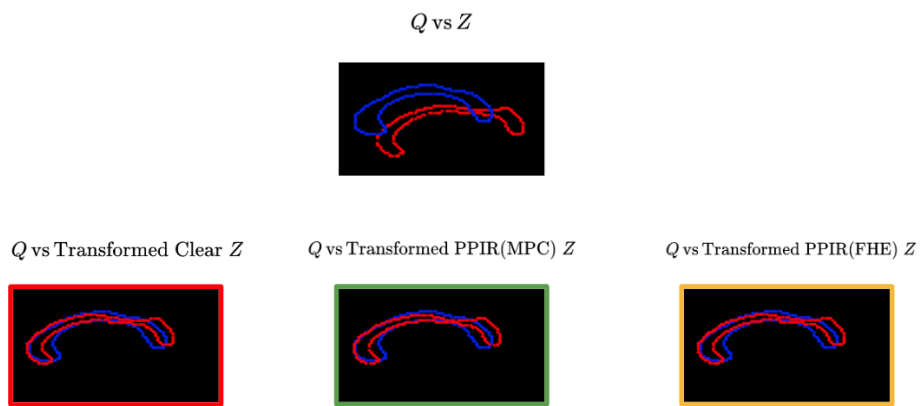 Q vs Z
Q vs Transformed Clear Z
Q vs Transformed PPIR(MPC) Z
Q vs Transformed PPIR(FHE) Z